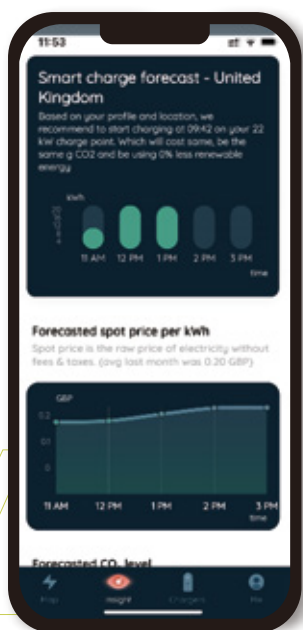 11:53
Smart charge forecast - United
Kingdom
Based on your profile and location, we
recommend to start charging at 09:42 on your 22
kW charge point. Which will cost same, be the
same g CO2 and be using 0% less renewable
energy
kWh
11 AM 12 PM 1 PM 2 PM 3 PM
time
Forecasted spot price per kWh
Spot price is the raw price of electricity without
fees & taxes. (avg last month was 0.20 GBP)
GBP
0.2
0.1
0
11 AM 12 PM 1 PM 2 PM 3 PM
time
Forecasted CO2 level
Map Insight Chargers Me